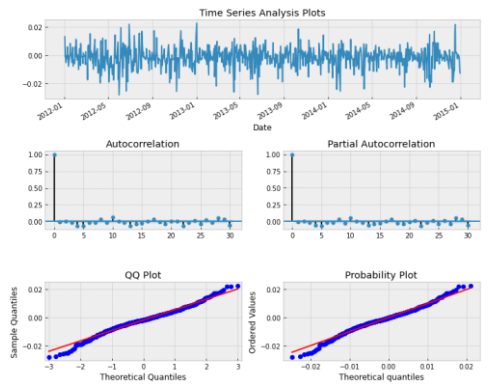 Time Series Analysis Plots
0.02
0.00
−0.02
2012-01 2012-05 2012-09 2013-01 2013-05 2013-09 2014-01 2014-05 2014-09 2015-01
Date
Autocorrelation Partial Autocorrelation
1.00 1.00
0.75 0.75
0.50 0.50
0.25 0.25
0.00 0.00
0 5 10 15 20 25 30 0 5 10 15 20 25 30
QQ Plot Probability Plot
Sample Quantiles Ordered Values
0.02 0.02
0.00 0.00
−0.02 −0.02
−3 −2 −1 0 1 2 3 −0.02 −0.01 0.00 0.01 0.02
Theoretical Quantiles Theoretical quantiles